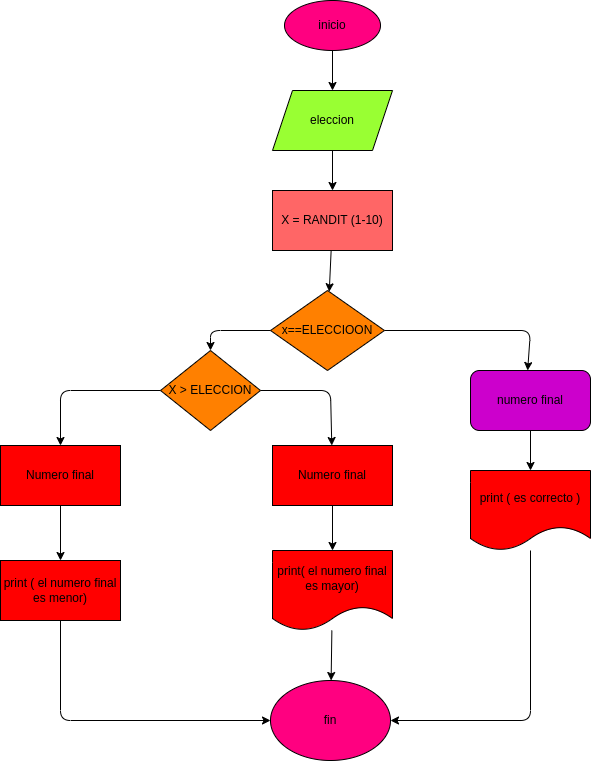 inicio
eleccion
X = RANDIT (1-10)
x==ELECCIOON
X > ELECCION
numero final
Numero final
Numero final
print ( es correcto )
print ( el numero final
es menor)
print( el numero final
es mayor)
fin